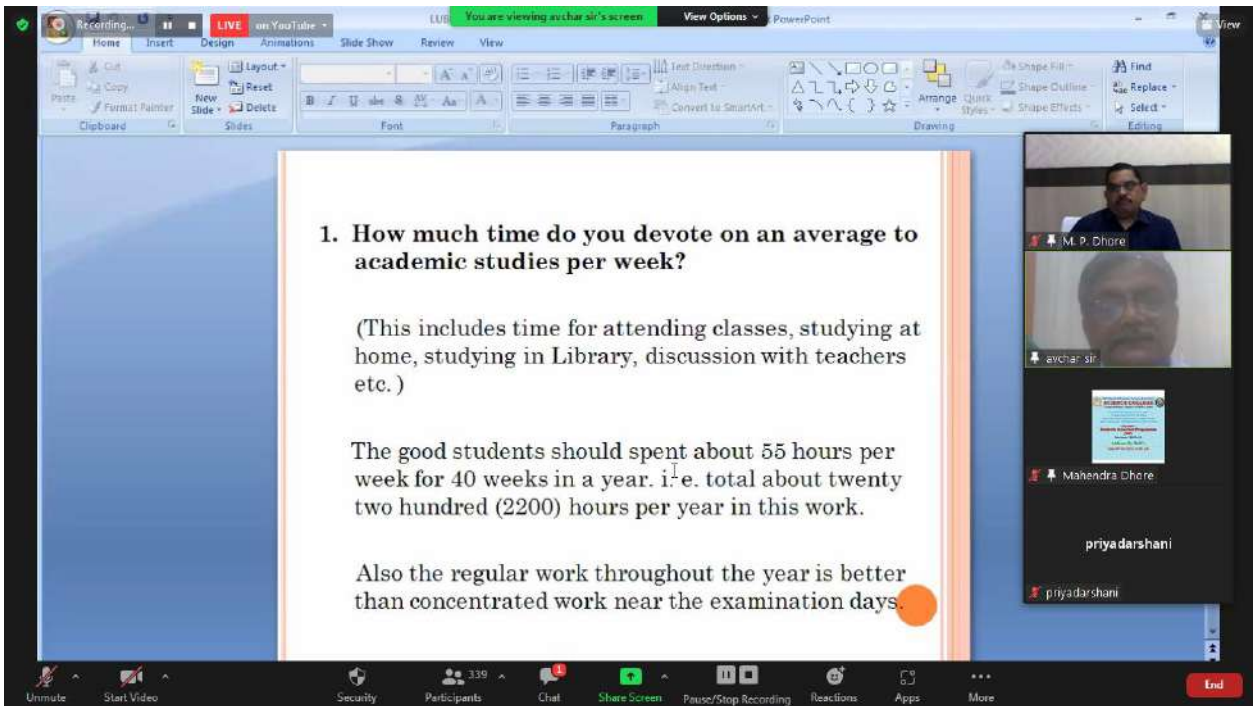 Recording...
LIVE on YouTube
You are viewing avchar sir's screen
View Options
PowerPoint
View
Home Insert Design Animations Slide Show Review View
Paste
Cut
Copy
Format Painter
Clipboard
New Slide
Layout
Reset
Delete
Slides
Font
Text Direction
Align Text
Convert to SmartArt
Paragraph
Arrange
Quick Styles
Shape Fill
Shape Outline
Shape Effects
Drawing
Find
Replace
Select
Editing
1. How much time do you devote on an average to
academic studies per week?
(This includes time for attending classes, studying at
home, studying in Library, discussion with teachers
etc. )
The good students should spent about 55 hours per
week for 40 weeks in a year. i. e. total about twenty
two hundred (2200) hours per year in this work.
Also the regular work throughout the year is better
than concentrated work near the examination days.
M. P. Dhore
avchar sir
SCIENCE COLLEGE
Mahendra Dhore
priyadarshani
priyadarshani
Unmute
Start Video
Security
339
Participants
1
Chat
Share Screen
Pause/Stop Recording
Reactions
Apps
More
End